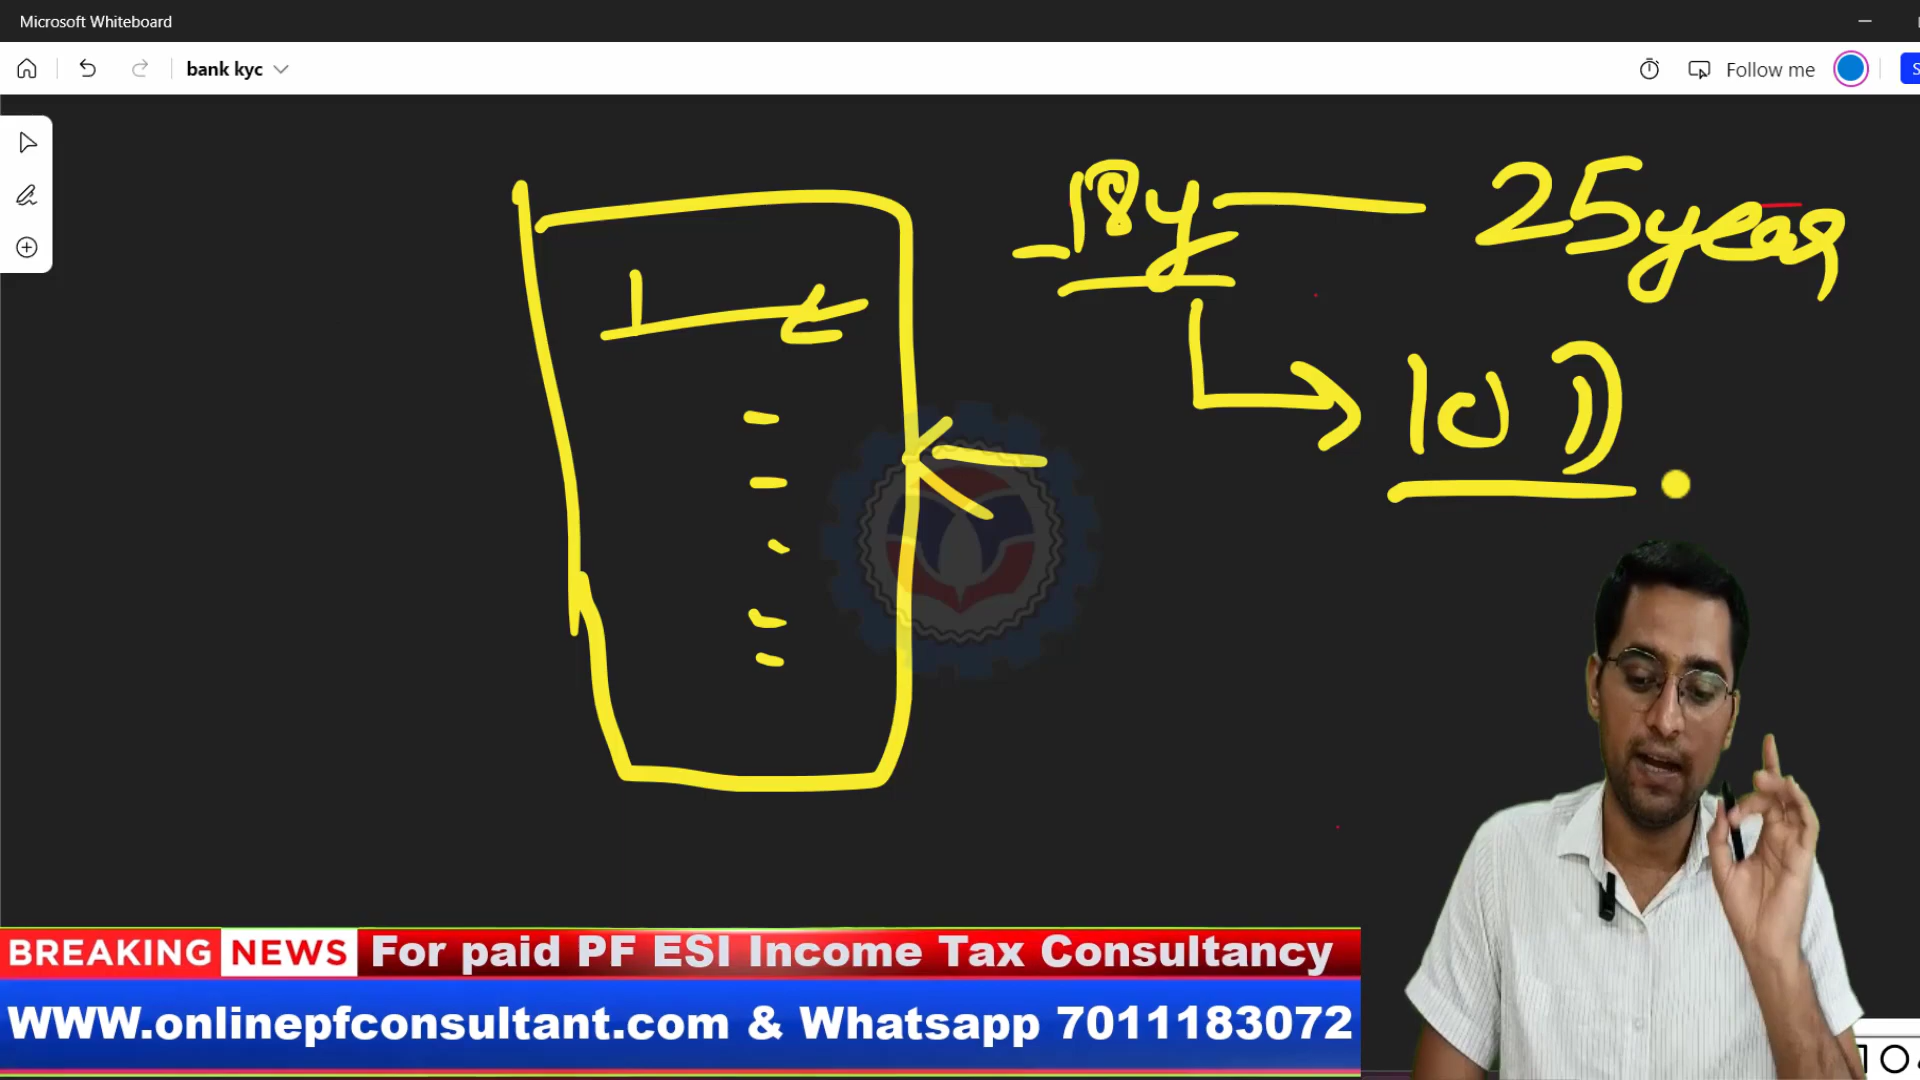 Microsoft Whiteboard
bank kyc
Follow me
18y — 25year
10 D
BREAKING NEWS For paid PF ESI Income Tax Consultancy
WWW.onlinepfconsultant.com & Whatsapp 7011183072